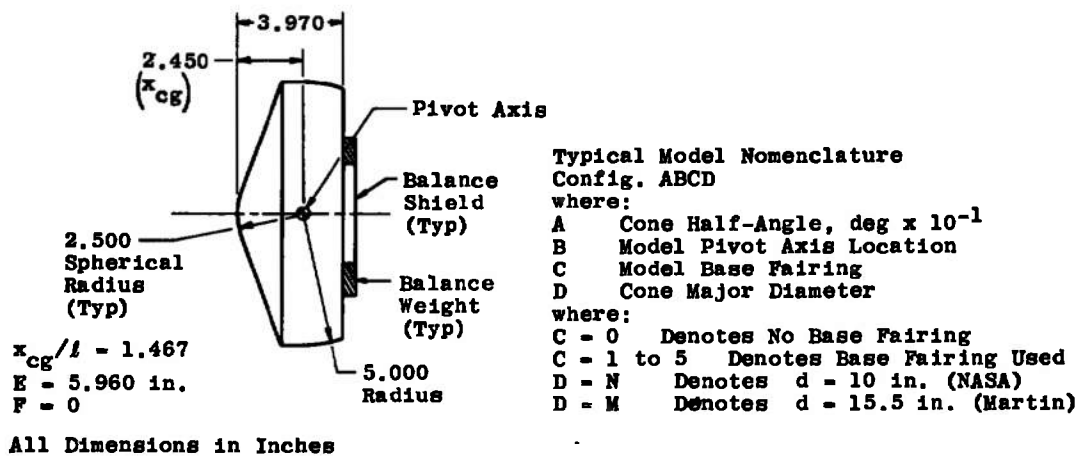 3.970
2.450
(xcg)
Pivot Axis
Balance
Shield
(Typ)
2.500
Spherical
Radius
(Typ)
Balance
Weight
(Typ)
5.000
Radius
xcg/l = 1.467
E = 5.960 in.
F = 0
All Dimensions in Inches
Typical Model Nomenclature
Config. ABCD
where:
A Cone Half-Angle, deg x 10-1
B Model Pivot Axis Location
C Model Base Fairing
D Cone Major Diameter
where:
C = 0 Denotes No Base Fairing
C = 1 to 5 Denotes Base Fairing Used
D = N Denotes d = 10 in. (NASA)
D = M Denotes d = 15.5 in. (Martin)